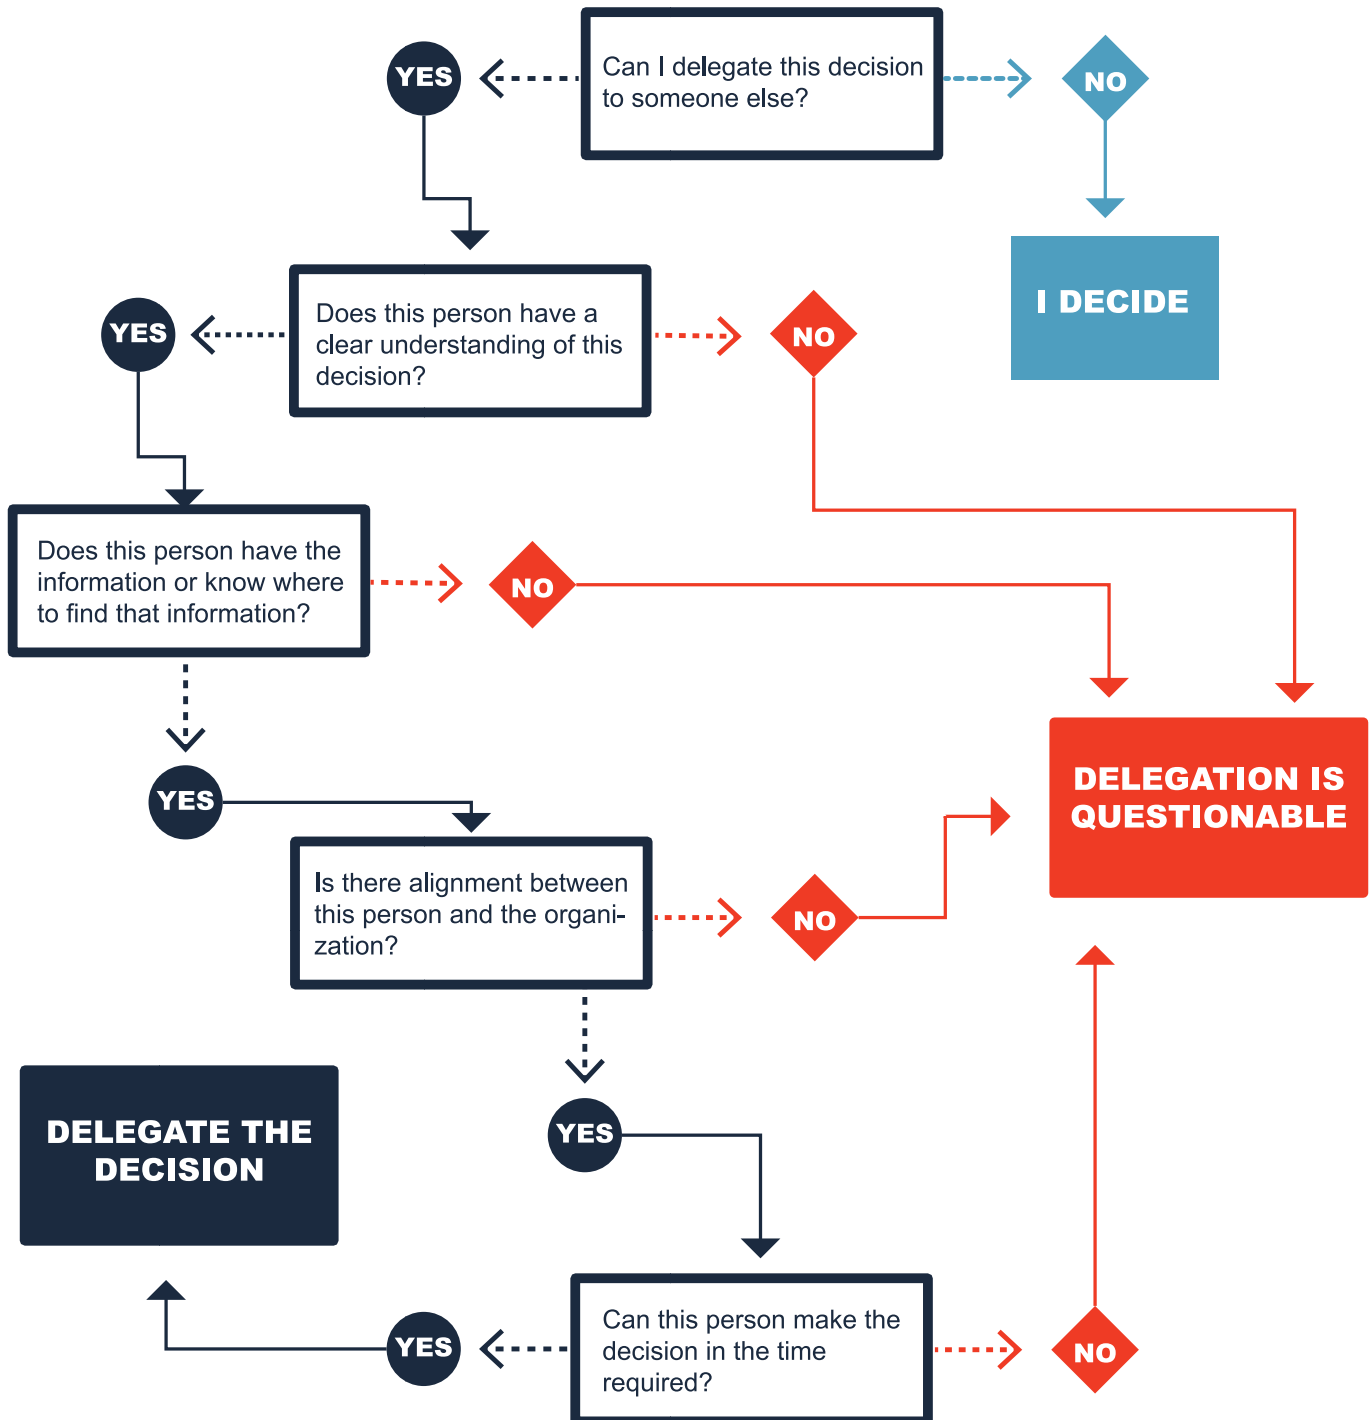 YES
Can I delegate this decision
to someone else?
NO
I DECIDE
YES
Does this person have a
clear understanding of this
decision?
NO
Does this person have the
information or know where
to find that information?
NO
YES
DELEGATION IS
QUESTIONABLE
Is there alignment between
this person and the organi-
zation?
NO
DELEGATE THE
DECISION
YES
YES
Can this person make the
decision in the time
required?
NO